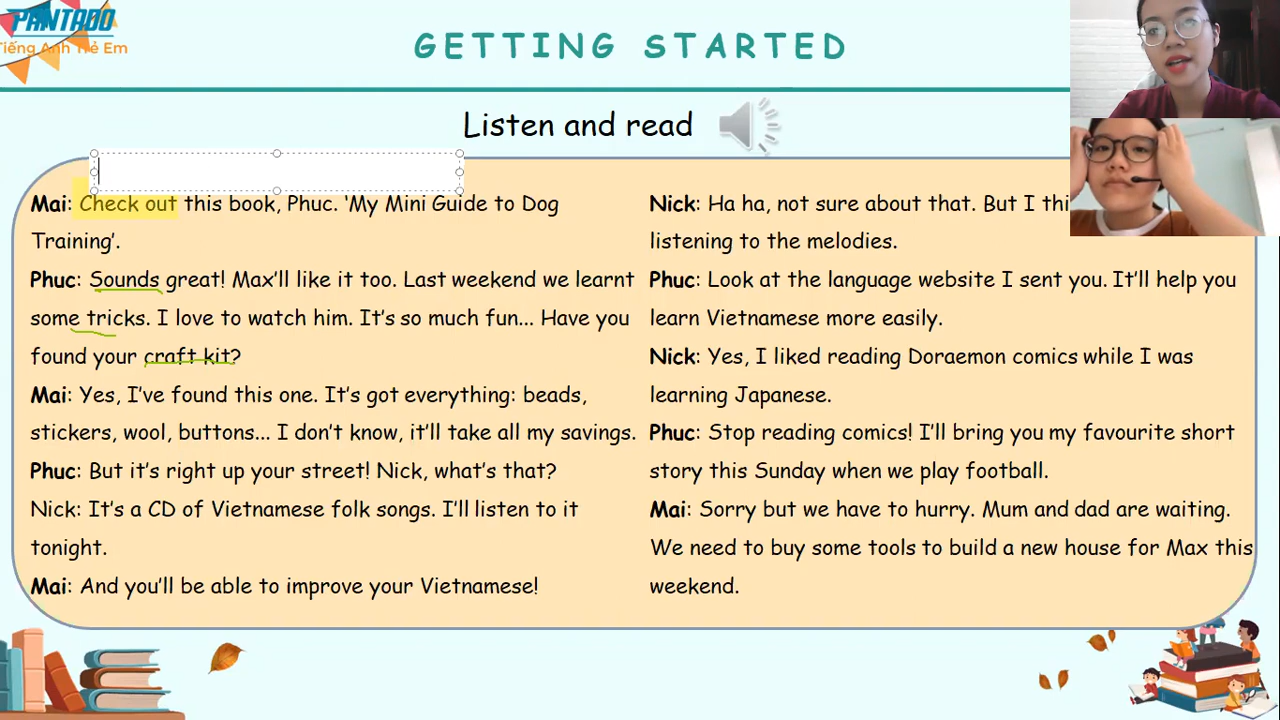 PANTADO
Tiếng Anh Trẻ Em
GETTING STARTED
Listen and read
Mai: Check out this book, Phuc. 'My Mini Guide to Dog
Training'.
Phuc: Sounds great! Max'll like it too. Last weekend we learnt
some tricks. I love to watch him. It's so much fun... Have you
found your craft kit?
Mai: Yes, I've found this one. It's got everything: beads,
stickers, wool, buttons... I don't know, it'll take all my savings.
Phuc: But it's right up your street! Nick, what's that?
Nick: It's a CD of Vietnamese folk songs. I'll listen to it
tonight.
Mai: And you'll be able to improve your Vietnamese!
Nick: Ha ha, not sure about that. But I
listening to the melodies.
Phuc: Look at the language website I sent you. It'll help you
learn Vietnamese more easily.
Nick: Yes, I liked reading Doraemon comics while I was
learning Japanese.
Phuc: Stop reading comics! I'll bring you my favourite short
story this Sunday when we play football.
Mai: Sorry but we have to hurry. Mum and dad are waiting.
We need to buy some tools to build a new house for Max this
weekend.